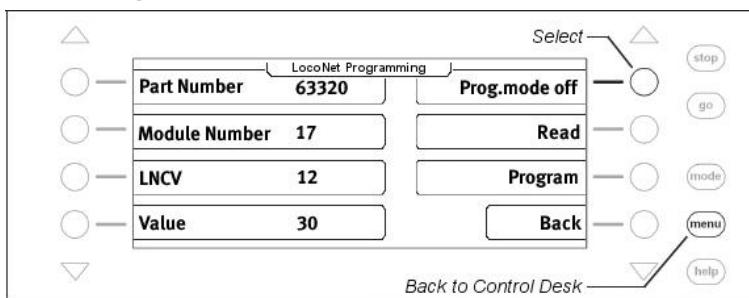 Select
stop
LocoNet Programming
Part Number 63320 Prog.mode off
go
Module Number 17 Read
LNCV 12 Program
mode
Value 30 Back
menu
Back to Control Desk
help